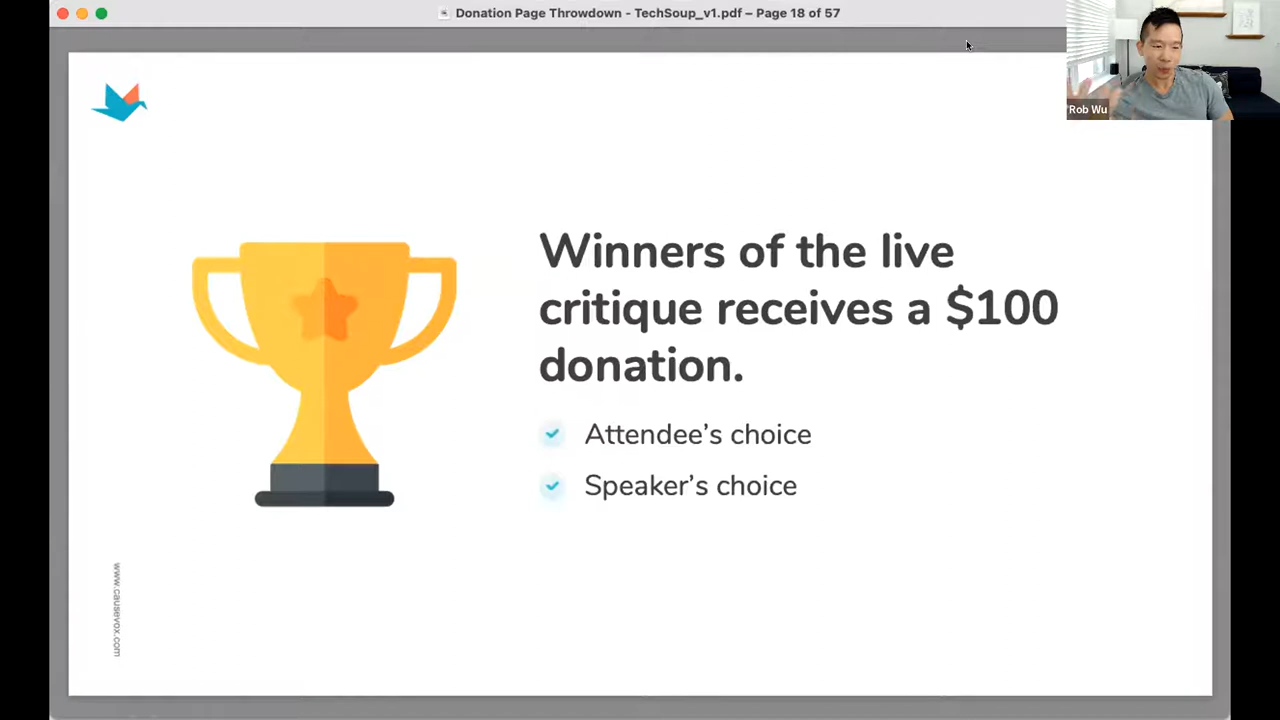 Donation Page Throwdown - TechSoup_v1.pdf – Page 18 of 57
Rob Wu
Winners of the live
critique receives a $100
donation.
Attendee’s choice
Speaker’s choice
www.causevox.com